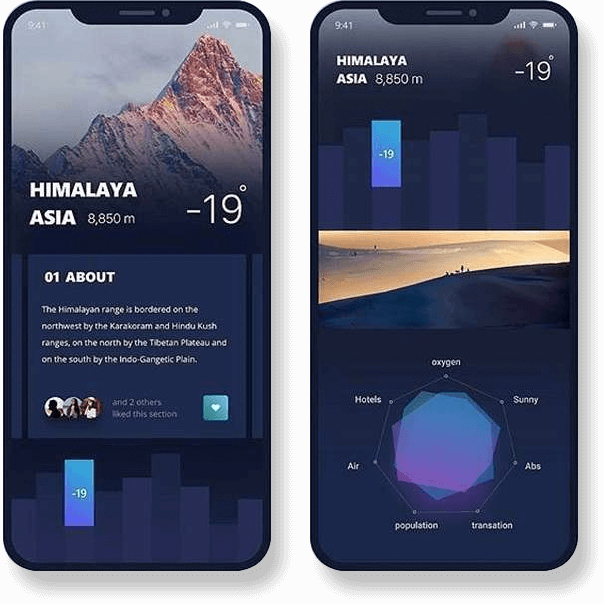 9:41
HIMALAYA
ASIA 8,850 m
-19°
01 ABOUT
The Himalayan range is bordered on the
northwest by the Karakoram and Hindu Kush
ranges, on the north by the Tibetan Plateau and
on the south by the Indo-Gangetic Plain.
and 2 others
liked this section
-19
9:41
HIMALAYA
ASIA 8,850 m
-19°
-19
oxygen
Hotels
Sunny
Air
Abs
population
transation